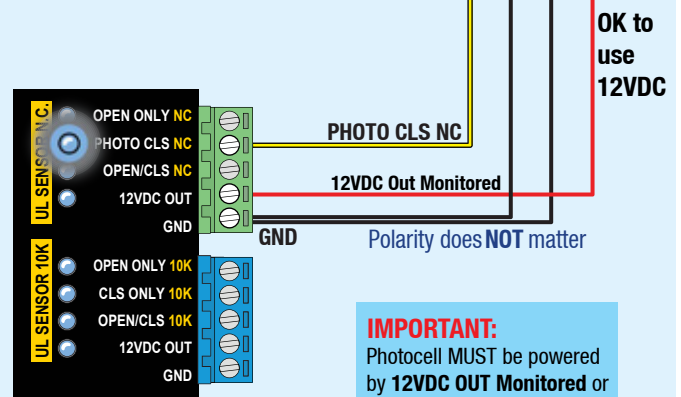 OK to
use
12VDC
UL SENSOR N.C.
OPEN ONLY NC
PHOTO CLS NC
OPEN/CLS NC
12VDC OUT
GND
PHOTO CLS NC
12VDC Out Monitored
GND
Polarity does NOT matter
UL SENSOR 10K
OPEN ONLY 10K
CLS ONLY 10K
OPEN/CLS 10K
12VDC OUT
GND
IMPORTANT:
Photocell MUST be powered
by 12VDC OUT Monitored or